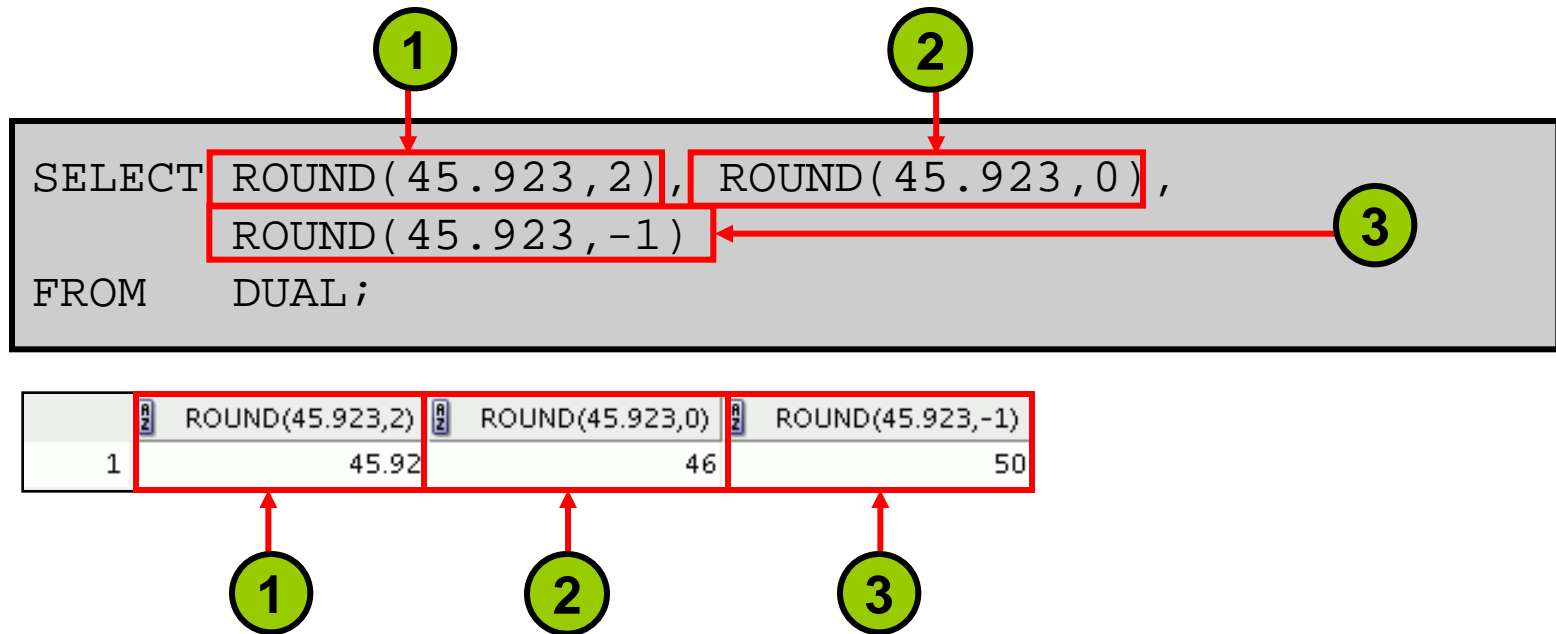 1 2
SELECT ROUND(45.923,2), ROUND(45.923,0),
ROUND(45.923,-1) 3
FROM DUAL;
ROUND(45.923,2) ROUND(45.923,0) ROUND(45.923,-1)
1 45.92 46 50
1 2 3